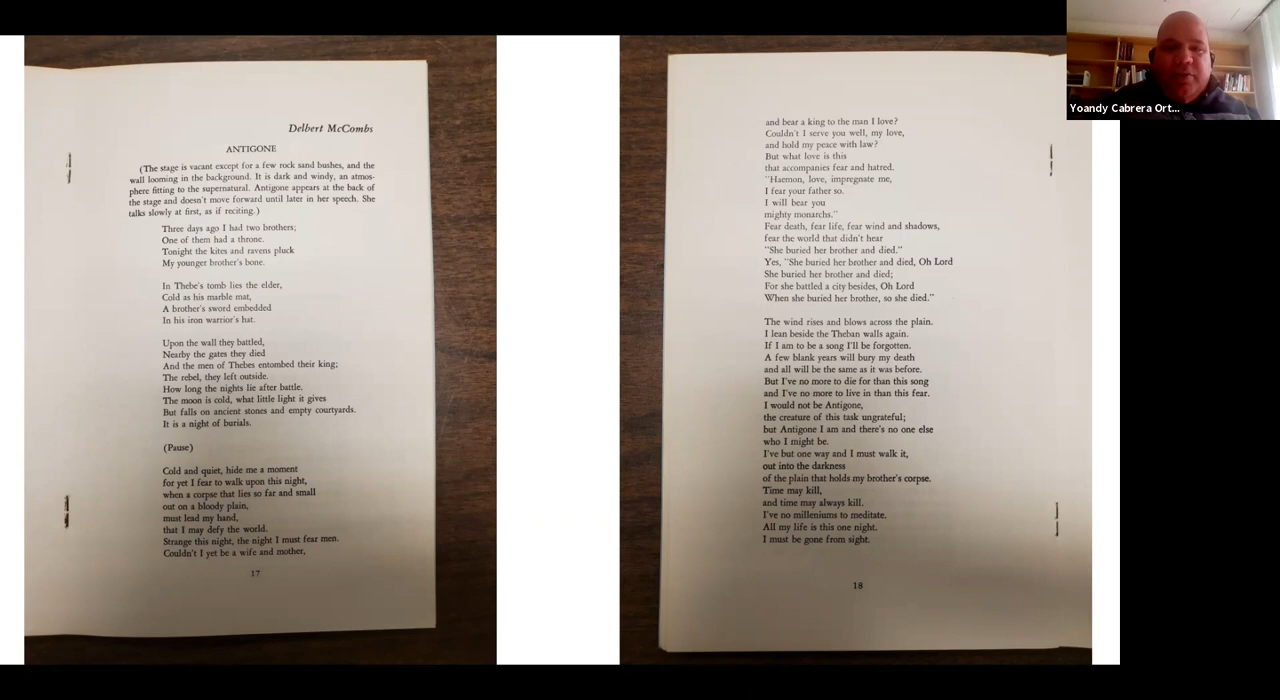 Delbert McCombs
ANTIGONE
(The stage is vacant except for a few rock sand bushes, and the
wall looming in the background. It is dark and windy, an atmos-
phere fitting to the supernatural. Antigone appears at the back of
the stage and doesn't move forward until later in her speech. She
talks slowly at first, as if reciting.)
Three days ago I had two brothers;
One of them had a throne.
Tonight the kites and ravens pluck
My younger brother's bone.
In Thebe's tomb lies the elder,
Cold as his marble mat,
A brother's sword embedded
In his iron warrior's hat.
Upon the wall they battled,
Nearby the gates they died
And the men of Thebes entombed their king;
The rebel, they left outside.
How long the nights lie after battle.
The moon is cold, what little light it gives
But falls on ancient stones and empty courtyards.
It is a night of burials.
(Pause)
Cold and quiet, hide me a moment
for yet I fear to walk upon this night,
when a corpse that lies so far and small
out on a bloody plain,
must lead my hand,
that I may defy the world.
Strange this night, the night I must fear men.
Couldn't I yet be a wife and mother,
17
and bear a king to the man I love?
Couldn't I serve you well, my love,
and hold my peace with law?
But what love is this
that accompanies fear and hatred.
"Haemon, love, impregnate me,
I fear your father so.
I will bear you
mighty monarchs."
Fear death, fear life, fear wind and shadows,
fear the world that didn't hear
"She buried her brother and died."
Yes, "She buried her brother and died, Oh Lord
She buried her brother and died;
For she battled a city besides, Oh Lord
When she buried her brother, so she died."
The wind rises and blows across the plain.
I lean beside the Theban walls again.
If I am to be a song I'll be forgotten.
A few blank years will bury my death
and all will be the same as it was before.
But I've no more to die for than this song
and I've no more to live in than this fear.
I would not be Antigone,
the creature of this task ungrateful;
but Antigone I am and there's no one else
who I might be.
I've but one way and I must walk it,
out into the darkness
of the plain that holds my brother's corpse.
Time may kill,
and time may always kill.
I've no milleniums to meditate.
All my life is this one night.
I must be gone from sight.
18
Yoandy Cabrera Ort...